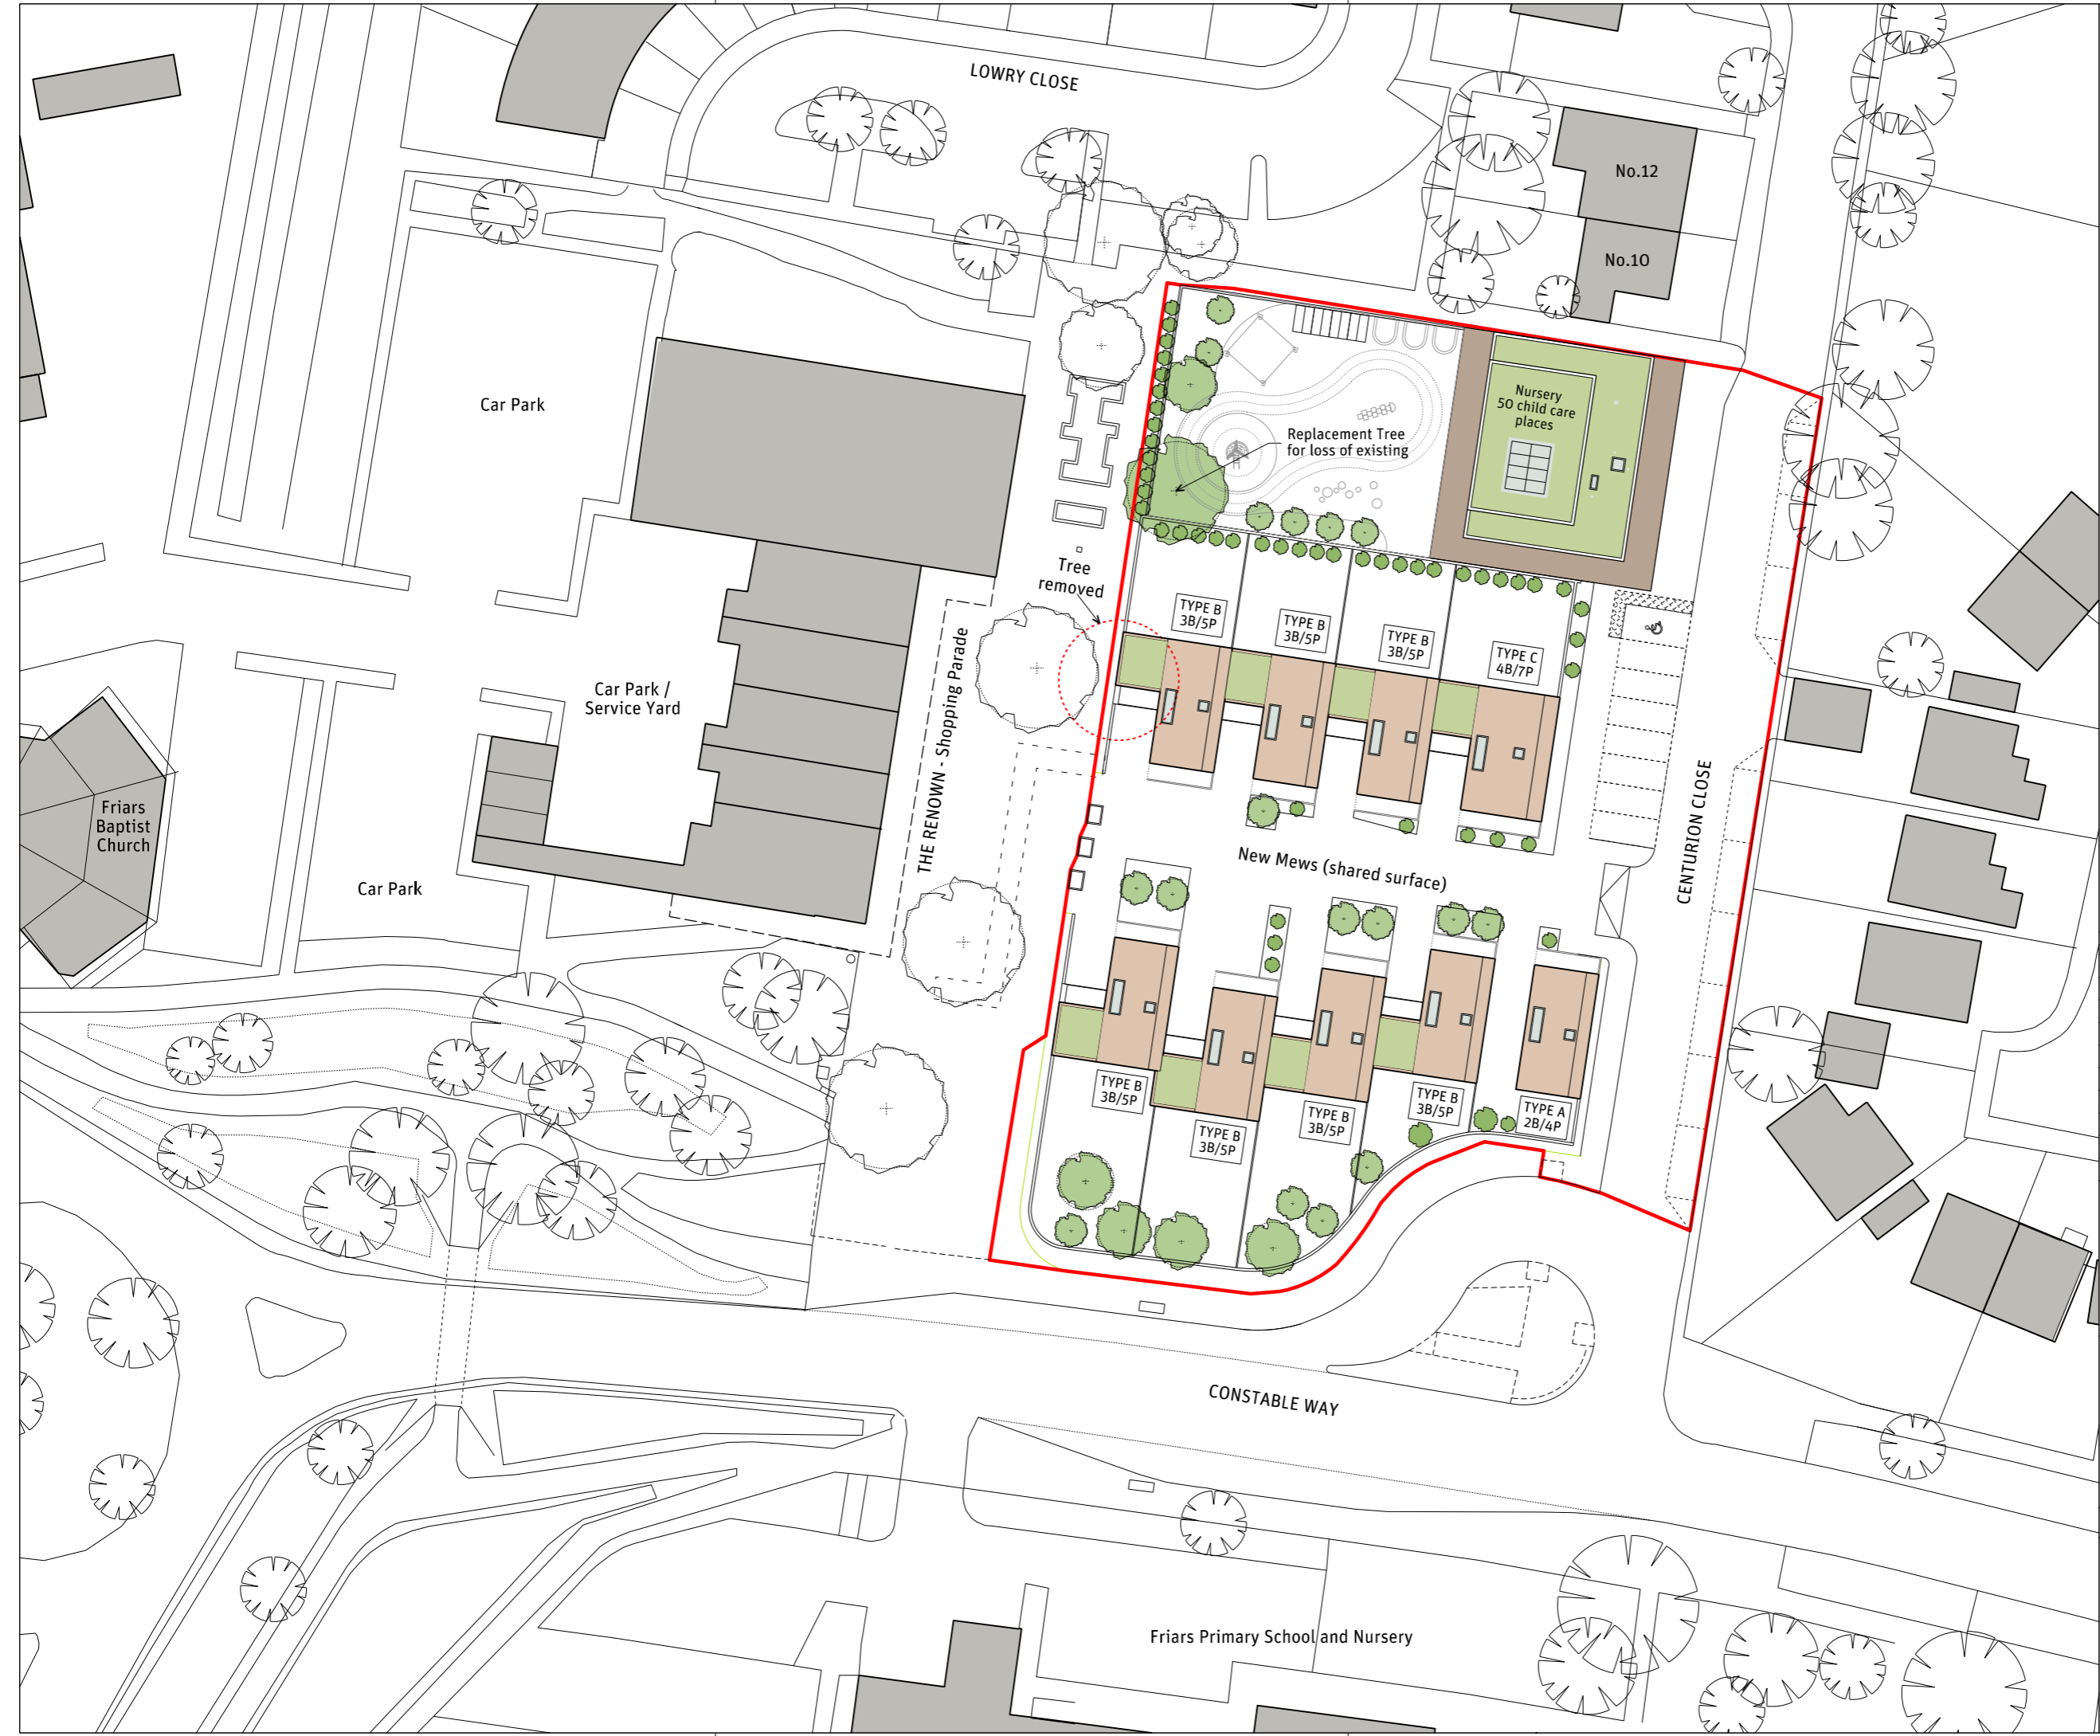 LOWRY CLOSE
No.12
No.10
Car Park
Nursery
50 child care
places
Replacement Tree
for loss of existing
Tree
removed
TYPE B
3B/5P
TYPE B
3B/5P
TYPE B
3B/5P
TYPE C
4B/7P
Car Park /
Service Yard
THE RENOWN - Shopping Parade
Friars
Baptist
Church
Car Park
New Mews (shared surface)
CENTURION CLOSE
TYPE B
3B/5P
TYPE B
3B/5P
TYPE B
3B/5P
TYPE B
3B/5P
TYPE A
2B/4P
CONSTABLE WAY
Friars Primary School and Nursery